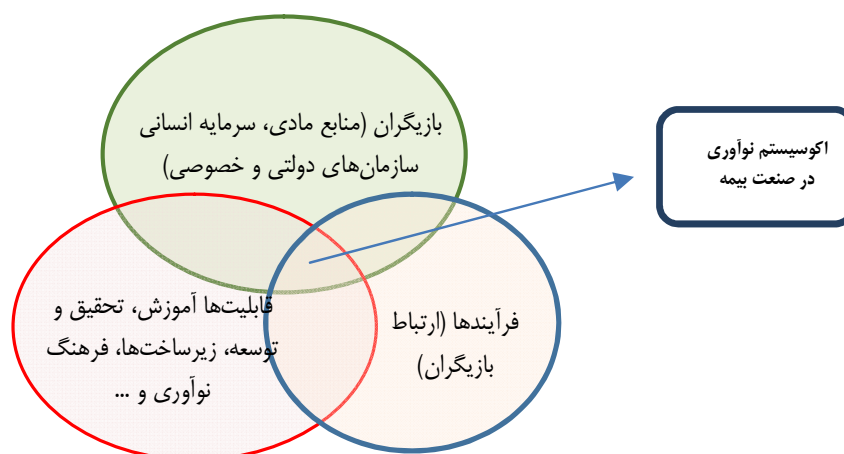 بازیگران (منابع مادی، سرمایه انسانی
سازمان‌های دولتی و خصوصی)
اکوسیستم نوآوری
در صنعت بیمه
قابلیت‌ها آموزش، تحقیق و
توسعه، زیرساخت‌ها، فرهنگ
نوآوری و ...
فرآیندها (ارتباط
بازیگران)